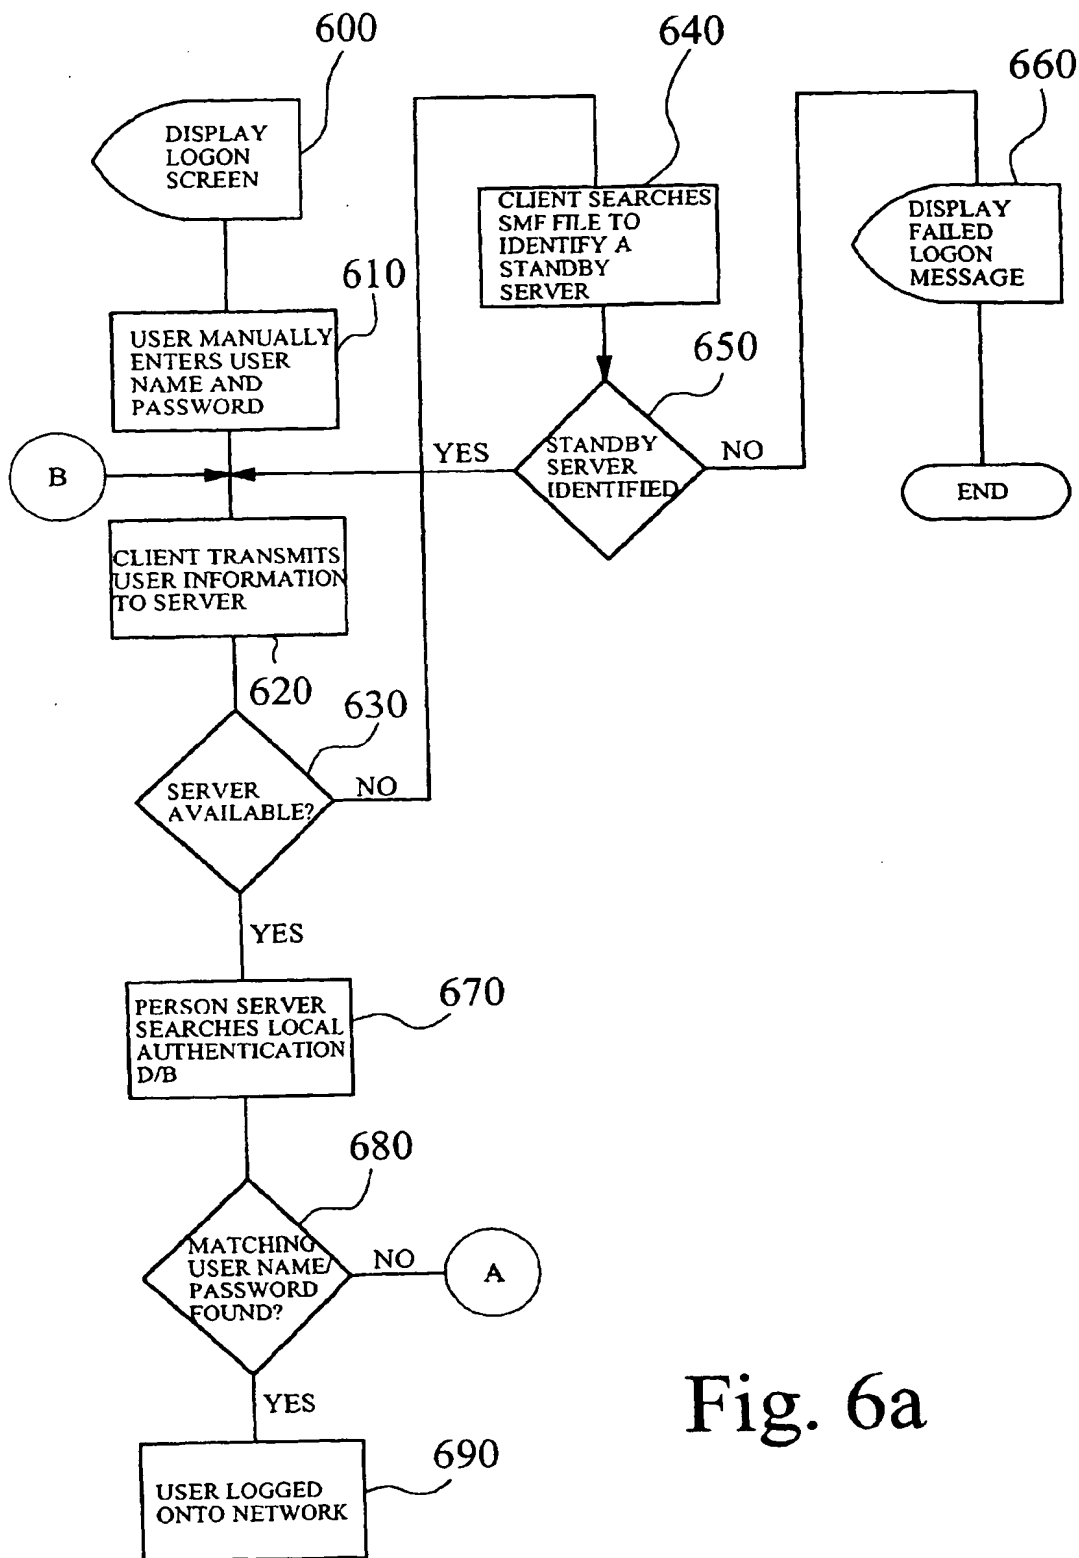 600
DISPLAY
LOGON
SCREEN
610
USER MANUALLY
ENTERS USER
NAME AND
PASSWORD
B
CLIENT TRANSMITS
USER INFORMATION
TO SERVER
620
630
SERVER
AVAILABLE?
NO
YES
640
CLIENT SEARCHES
SMF FILE TO
IDENTIFY A
STANDBY
SERVER
650
STANDBY
SERVER
IDENTIFIED
YES
NO
660
DISPLAY
FAILED
LOGON
MESSAGE
END
670
PERSON SERVER
SEARCHES LOCAL
AUTHENTICATION
D/B
680
MATCHING
USER NAME/
PASSWORD
FOUND?
NO
A
YES
690
USER LOGGED
ONTO NETWORK
Fig. 6a